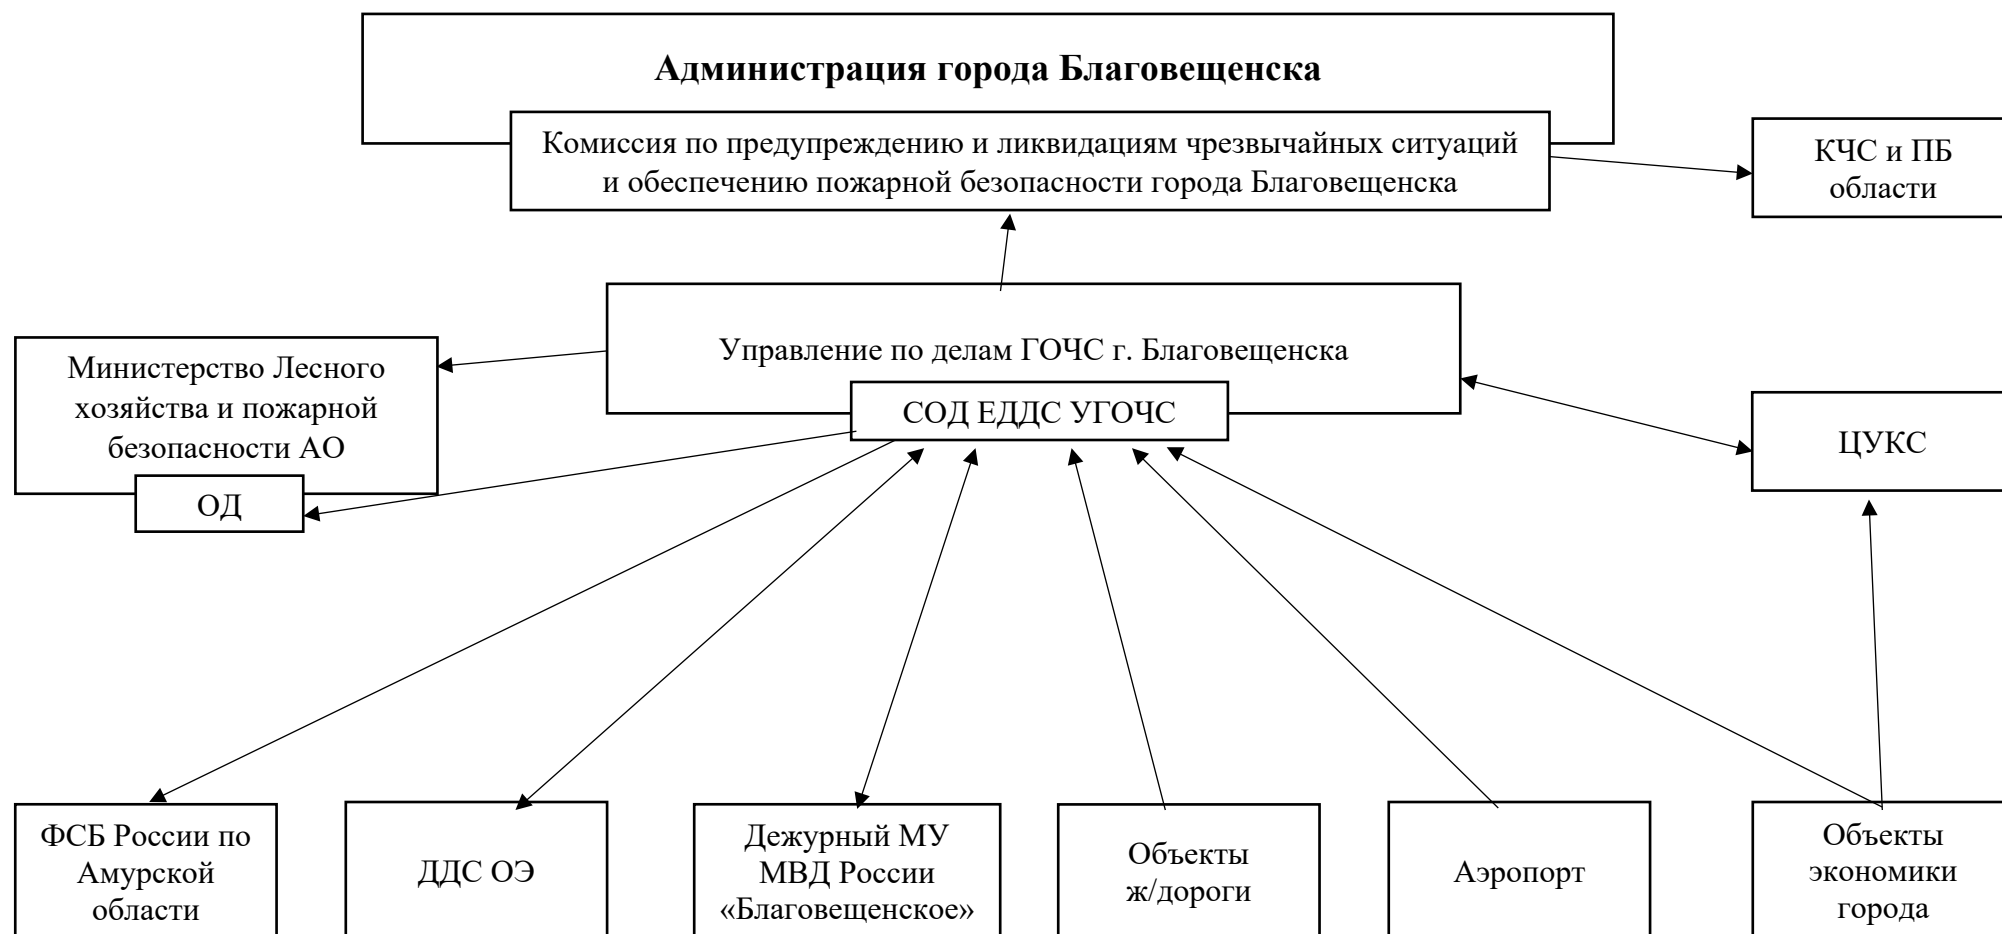 Администрация города Благовещенска
Комиссия по предупреждению и ликвидациям чрезвычайных ситуаций
и обеспечению пожарной безопасности города Благовещенска
КЧС и ПБ
области
Управление по делам ГОЧС г. Благовещенска
СОД ЕДДС УГОЧС
Министерство Лесного
хозяйства и пожарной
безопасности АО
ОД
ЦУКС
ФСБ России по
Амурской
области
ДДС ОЭ
Дежурный МУ
МВД России
«Благовещенское»
Объекты
ж/дороги
Аэропорт
Объекты
экономики
города